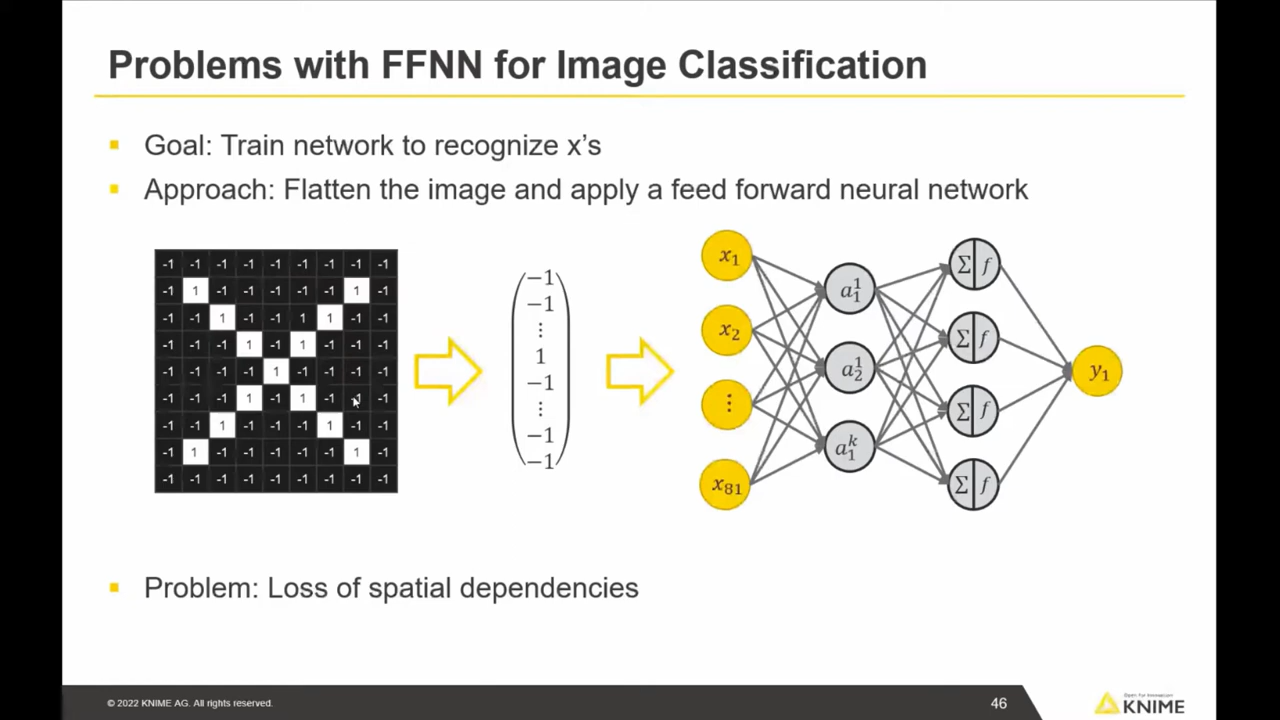 Problems with FFNN for Image Classification
Goal: Train network to recognize x's
Approach: Flatten the image and apply a feed forward neural network
-1 -1 -1 -1 -1 -1 -1 -1 -1
-1 1 -1 -1 -1 -1 -1 1 -1
-1 -1 1 -1 -1 -1 1 -1 -1
-1 -1 -1 1 -1 1 -1 -1 -1
-1 -1 -1 -1 1 -1 -1 -1 -1
-1 -1 -1 1 -1 1 -1 -1 -1
-1 -1 1 -1 -1 -1 1 -1 -1
-1 1 -1 -1 -1 -1 -1 1 -1
-1 -1 -1 -1 -1 -1 -1 -1 -1
−1
−1
⋮
1
−1
⋮
−1
−1
x₁
x₂
⋮
x₈₁
a₁¹
a₂¹
a₁ᵏ
Σ f
Σ f
Σ f
Σ f
y₁
Problem: Loss of spatial dependencies
© 2022 KNIME AG. All rights reserved.
46
Open for Innovation
KNIME